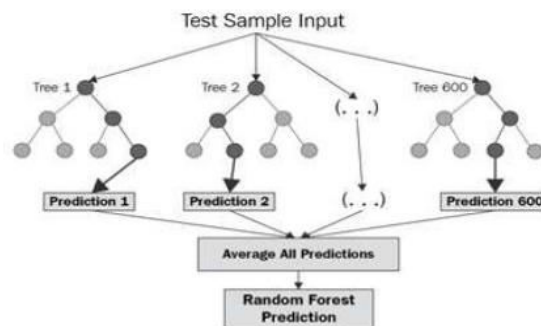 Test Sample Input
Tree 1
Tree 2
Tree 600
(. . .)
Prediction 1
Prediction 2
(. . .)
Prediction 600
Average All Predictions
Random Forest
Prediction